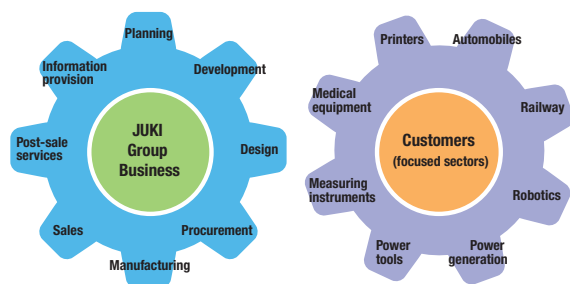 Planning
Development
Design
Procurement
Manufacturing
Sales
Post-sale
services
Information
provision
JUKI
Group
Business
Printers
Automobiles
Railway
Robotics
Power
generation
Power
tools
Measuring
instruments
Medical
equipment
Customers
(focused sectors)